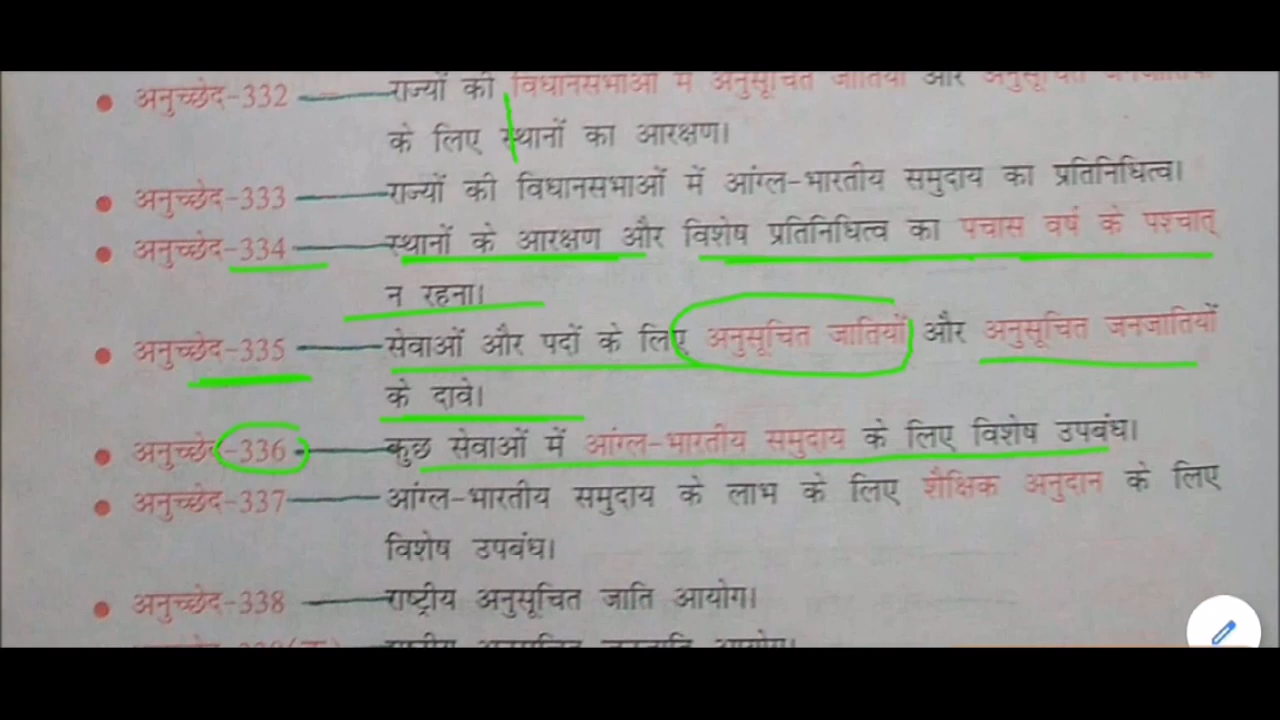 अनुच्छेद-332 राज्यों की विधानसभाओं में अनुसूचित जातियों और अनुसूचित जनजातियों
के लिए स्थानों का आरक्षण।
अनुच्छेद-333 राज्यों की विधानसभाओं में आंग्ल-भारतीय समुदाय का प्रतिनिधित्व।
अनुच्छेद-334 स्थानों के आरक्षण और विशेष प्रतिनिधित्व का पचास वर्ष के पश्चात्
न रहना।
अनुच्छेद-335 सेवाओं और पदों के लिए अनुसूचित जातियों और अनुसूचित जनजातियों
के दावे।
अनुच्छेद-336 कुछ सेवाओं में आंग्ल-भारतीय समुदाय के लिए विशेष उपबंध।
अनुच्छेद-337 आंग्ल-भारतीय समुदाय के लाभ के लिए शैक्षिक अनुदान के लिए
विशेष उपबंध।
अनुच्छेद-338 राष्ट्रीय अनुसूचित जाति आयोग।